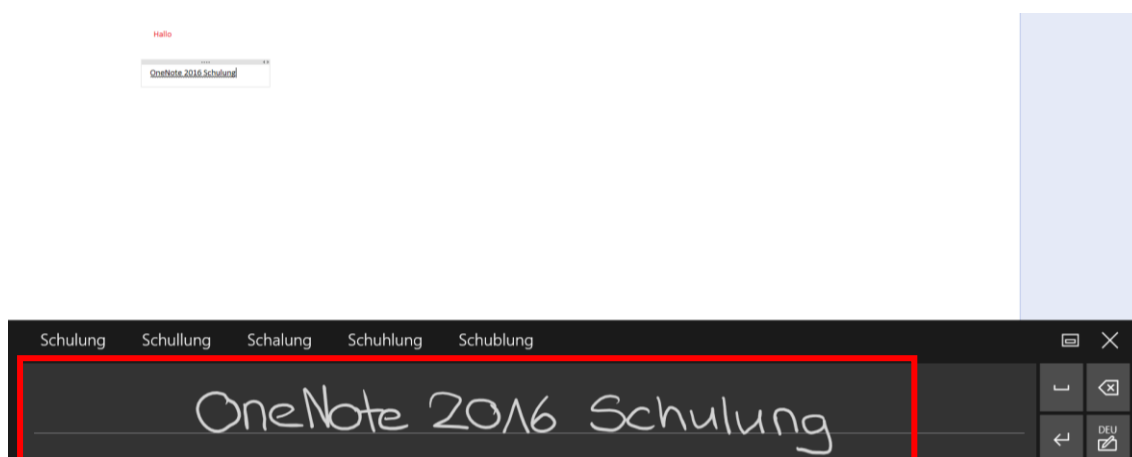 Hallo
OneNote 2016 Schulung
Schulung Schullung Schalung Schuhlung Schublung
OneNote 2016 Schulung
DEU